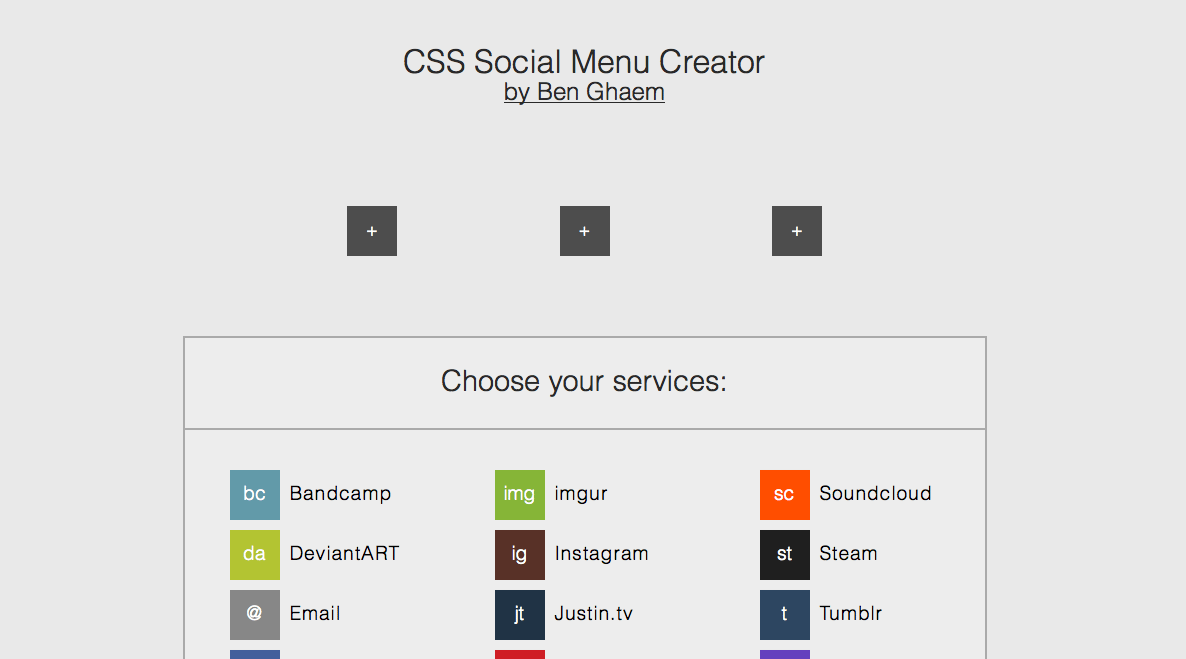 CSS Social Menu Creator
by Ben Ghaem
+ + +
Choose your services:
bc Bandcamp img imgur sc Soundcloud
da DeviantART ig Instagram st Steam
@ Email jt Justin.tv t Tumblr